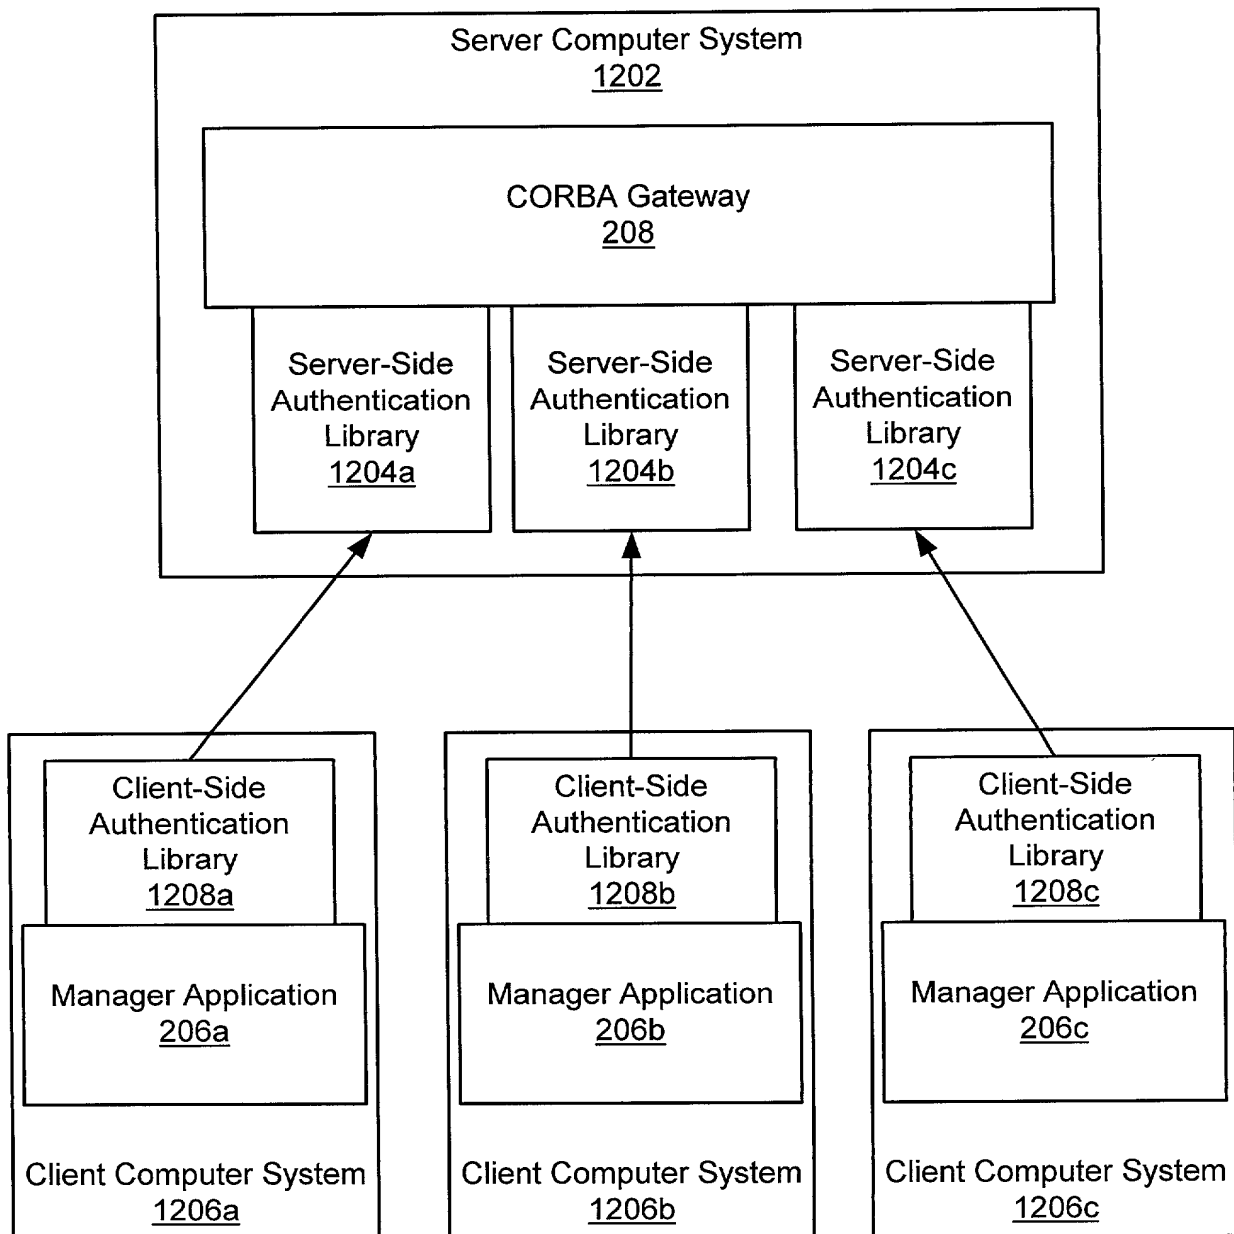 Server Computer System
1202
CORBA Gateway
208
Server-Side
Authentication
Library
1204a
Server-Side
Authentication
Library
1204b
Server-Side
Authentication
Library
1204c
Client-Side
Authentication
Library
1208a
Manager Application
206a
Client Computer System
1206a
Client-Side
Authentication
Library
1208b
Manager Application
206b
Client Computer System
1206b
Client-Side
Authentication
Library
1208c
Manager Application
206c
Client Computer System
1206c